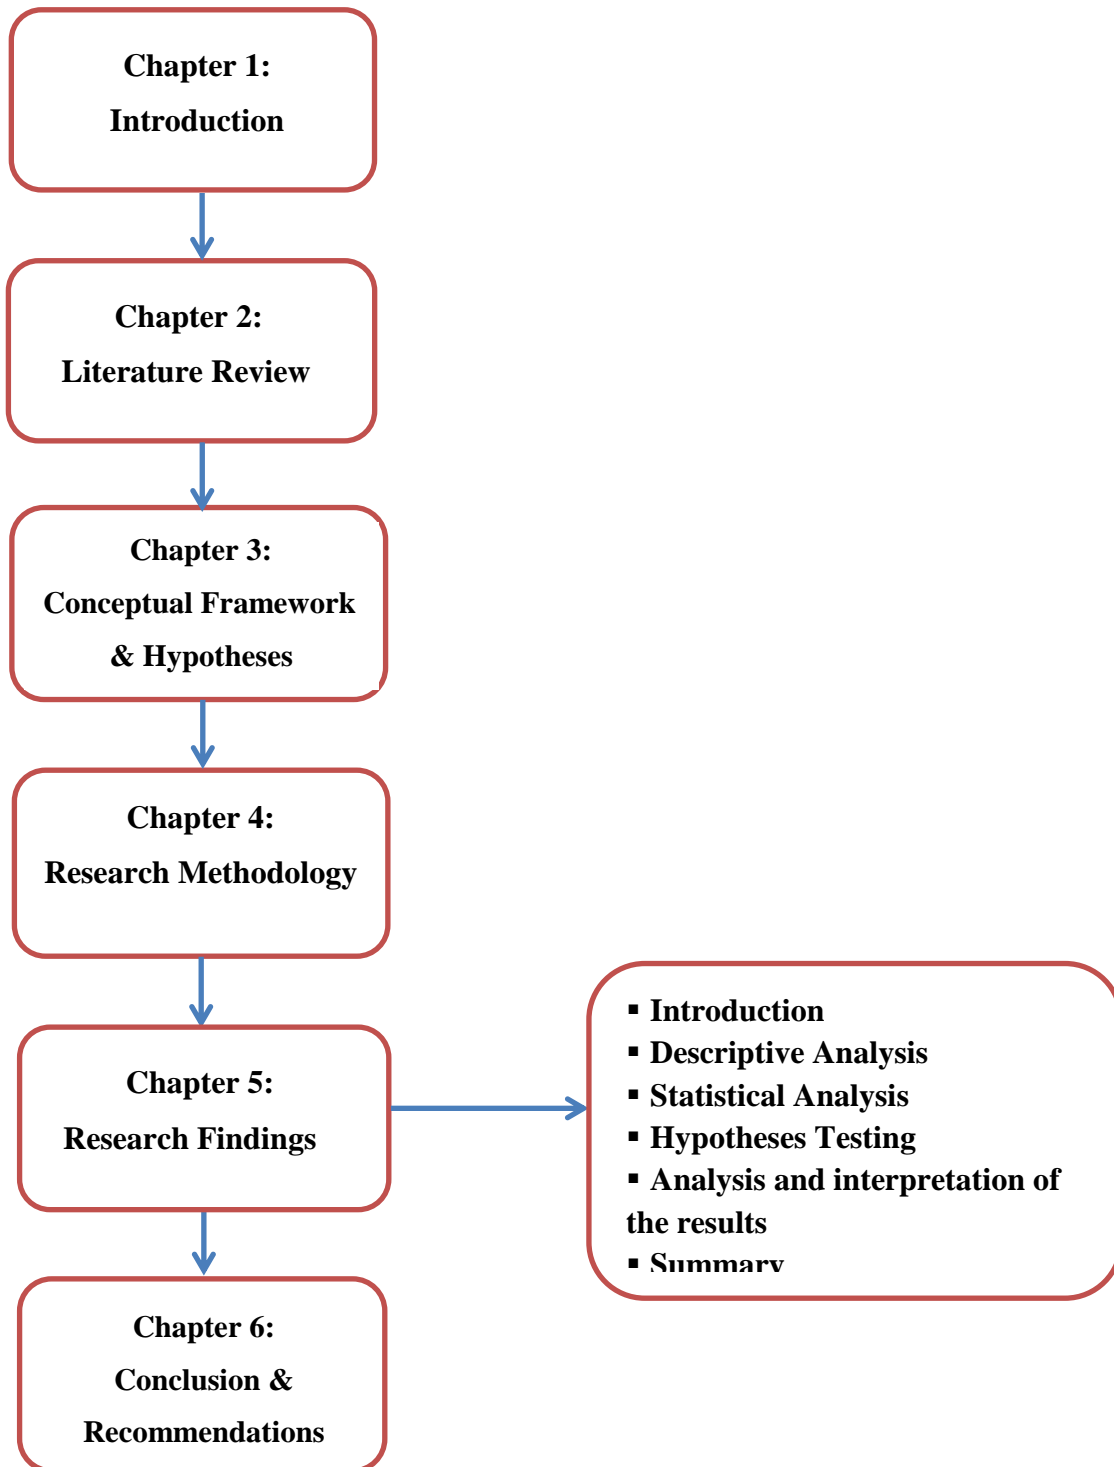 Chapter 1:
Introduction
Chapter 2:
Literature Review
Chapter 3:
Conceptual Framework
& Hypotheses
Chapter 4:
Research Methodology
Chapter 5:
Research Findings
▪ Introduction
▪ Descriptive Analysis
▪ Statistical Analysis
▪ Hypotheses Testing
▪ Analysis and interpretation of
the results
▪ Summary
Chapter 6:
Conclusion &
Recommendations